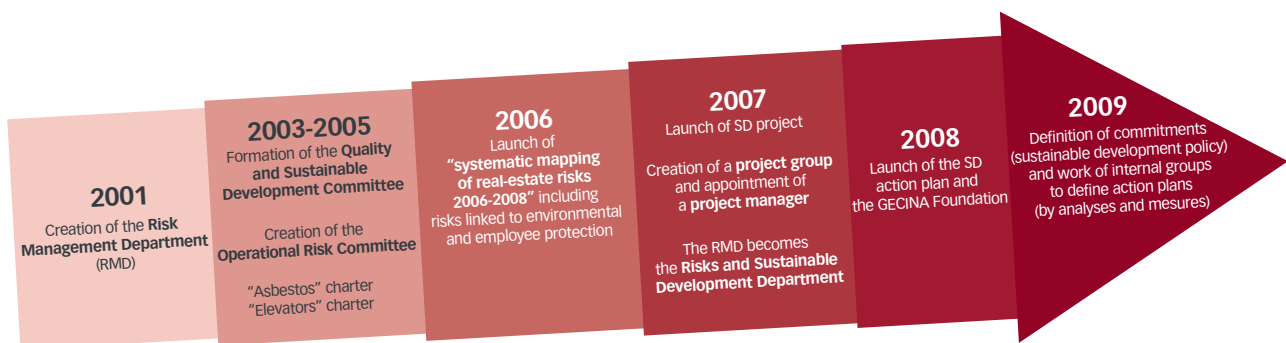 2001
Creation of the Risk
Management Department
(RMD)
2003-2005
Formation of the Quality
and Sustainable
Development Committee
Creation of the
Operational Risk Committee
“Asbestos” charter
“Elevators” charter
2006
Launch of
“systematic mapping
of real-estate risks
2006-2008” including
risks linked to environmental
and employee protection
2007
Launch of SD project
Creation of a project group
and appointment of
a project manager
The RMD becomes
the Risks and Sustainable
Development Department
2008
Launch of the SD
action plan and
the GECINA Foundation
2009
Definition of commitments
(sustainable development policy)
and work of internal groups
to define action plans
(by analyses and mesures)